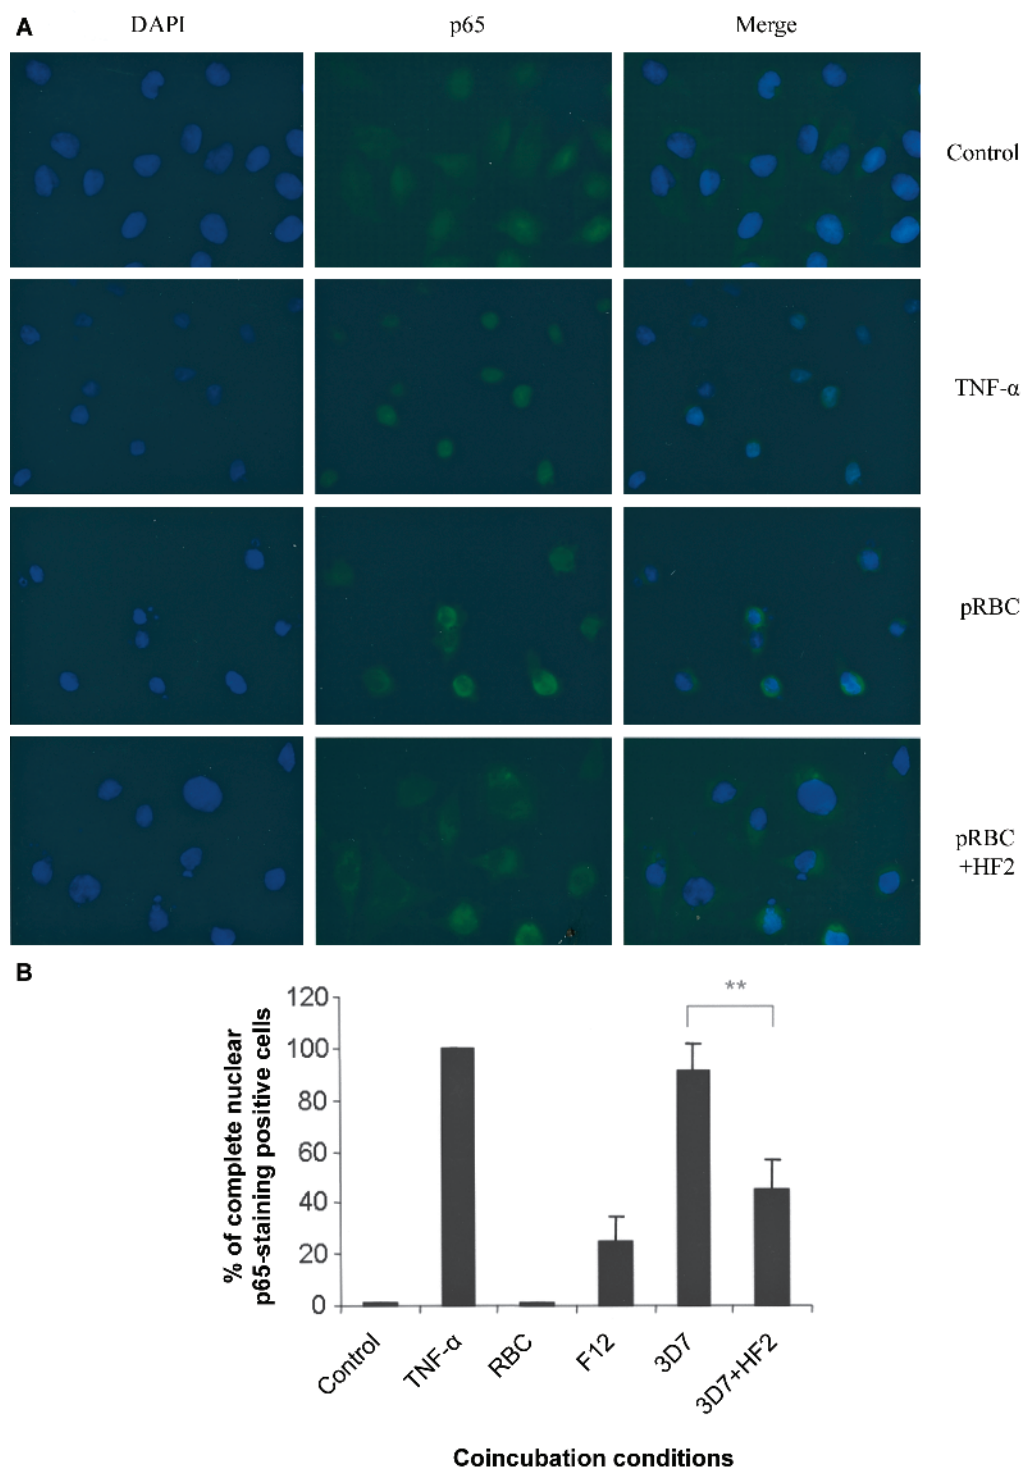 A
DAPI
p65
Merge
Control
TNF-α
pRBC
pRBC
+HF2
B
% of complete nuclear
p65-staining positive cells
120
100
80
60
40
20
0
**
Control
TNF-α
RBC
F12
3D7
3D7+HF2
Coincubation conditions